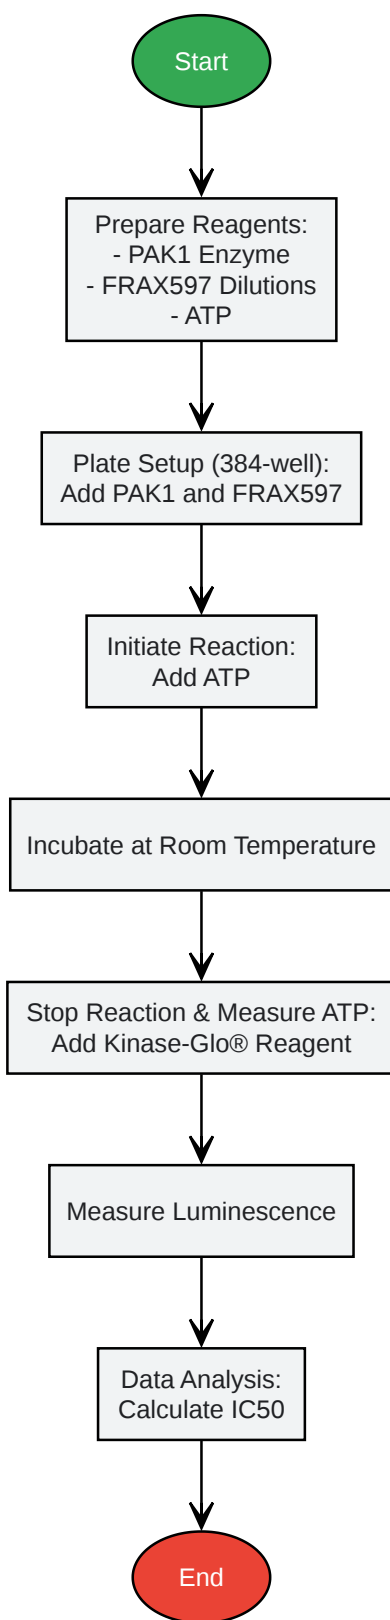 Start
Prepare Reagents:
- PAK1 Enzyme
- FRAX597 Dilutions
- ATP
Plate Setup (384-well):
Add PAK1 and FRAX597
Initiate Reaction:
Add ATP
Incubate at Room Temperature
Stop Reaction & Measure ATP:
Add Kinase-Glo® Reagent
Measure Luminescence
Data Analysis:
Calculate IC50
End